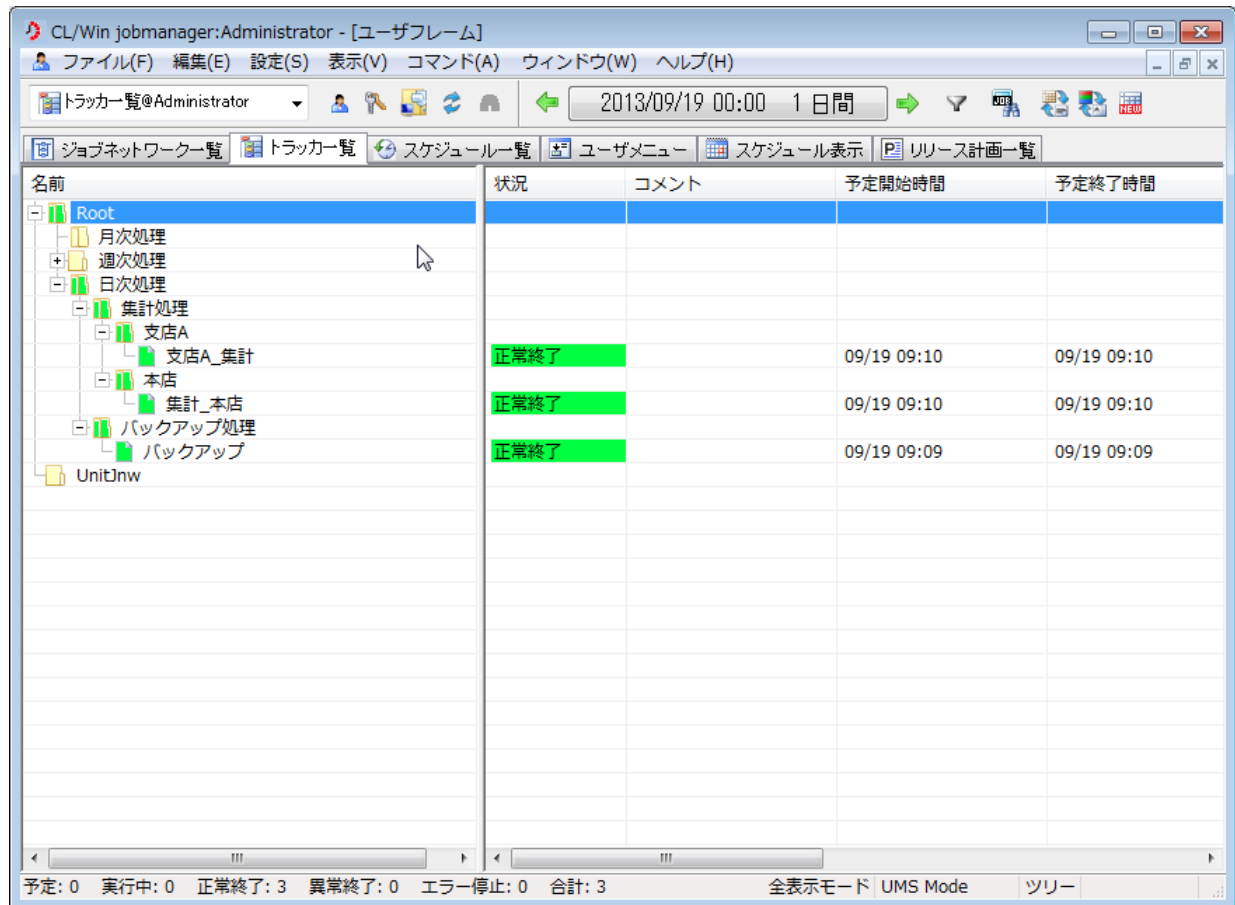 CL/Win jobmanager:Administrator - [ユーザフレーム]
ファイル(F) 編集(E) 設定(S) 表示(V) コマンド(A) ウィンドウ(W) ヘルプ(H)
トラッカ一覧@Administrator 2013/09/19 00:00 1 日間 NEW
ジョブネットワーク一覧 トラッカ一覧 スケジュール一覧 ユーザメニュー スケジュール表示 リリース計画一覧
名前 状況 コメント 予定開始時間 予定終了時間
Root
月次処理
週次処理
日次処理
集計処理
支店A
支店A_集計 正常終了 09/19 09:10 09/19 09:10
本店
集計_本店 正常終了 09/19 09:10 09/19 09:10
バックアップ処理
バックアップ 正常終了 09/19 09:09 09/19 09:09
UnitJnw
予定: 0 実行中: 0 正常終了: 3 異常終了: 0 エラー停止: 0 合計: 3 全表示モード UMS Mode ツリー